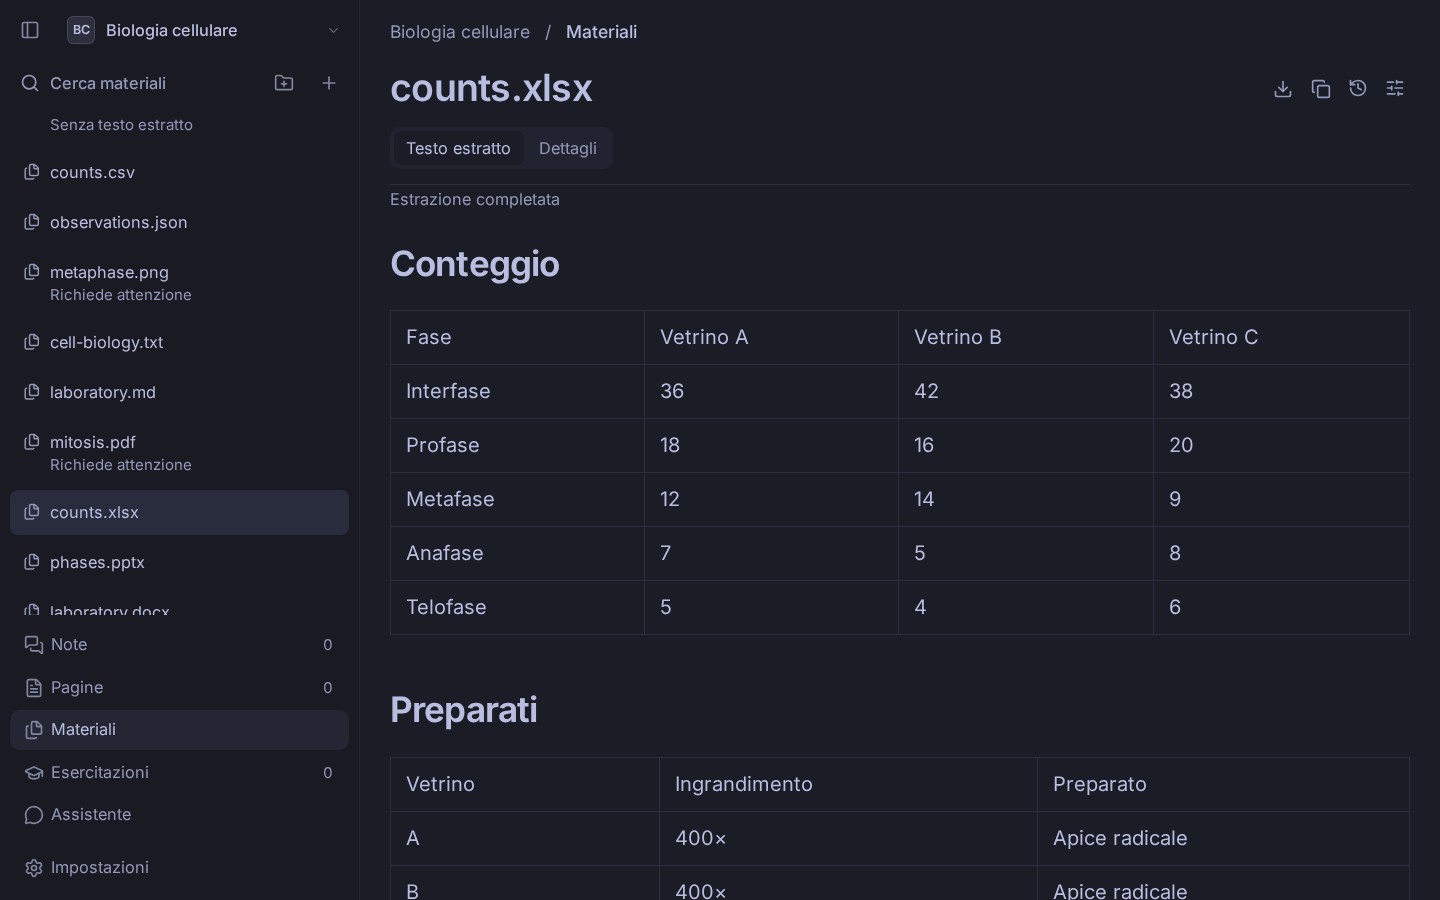 BC Biologia cellulare
Cerca materiali
Senza testo estratto
counts.csv
observations.json
metaphase.png
Richiede attenzione
cell-biology.txt
laboratory.md
mitosis.pdf
Richiede attenzione
counts.xlsx
phases.pptx
laboratory.docx
Note 0
Pagine 0
Materiali
Esercitazioni 0
Assistente
Impostazioni
Biologia cellulare / Materiali
counts.xlsx
Testo estratto Dettagli
Estrazione completata
Conteggio
Fase Vetrino A Vetrino B Vetrino C
Interfase 36 42 38
Profase 18 16 20
Metafase 12 14 9
Anafase 7 5 8
Telofase 5 4 6
Preparati
Vetrino Ingrandimento Preparato
A 400× Apice radicale
B 400× Apice radicale